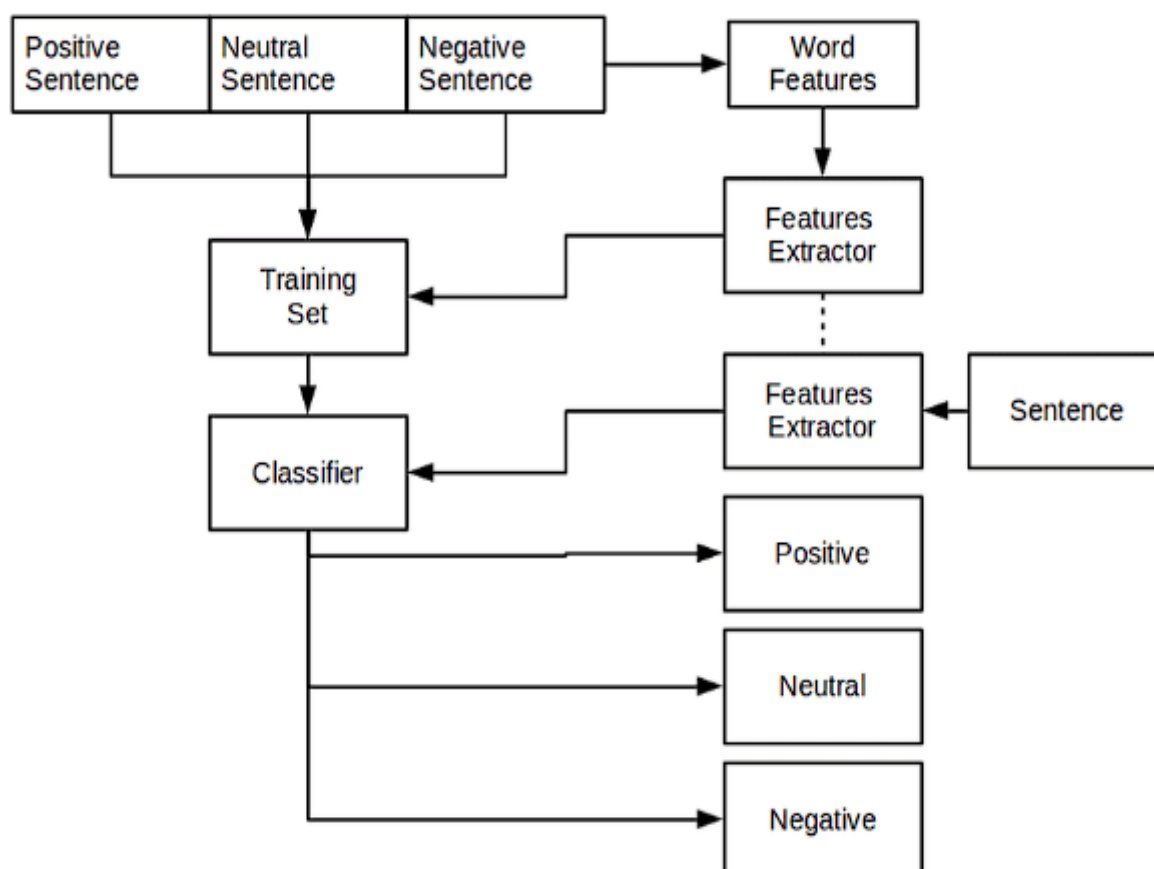 Positive
Sentence
Neutral
Sentence
Negative
Sentence
Word
Features
Features
Extractor
Training
Set
Features
Extractor
Sentence
Classifier
Positive
Neutral
Negative